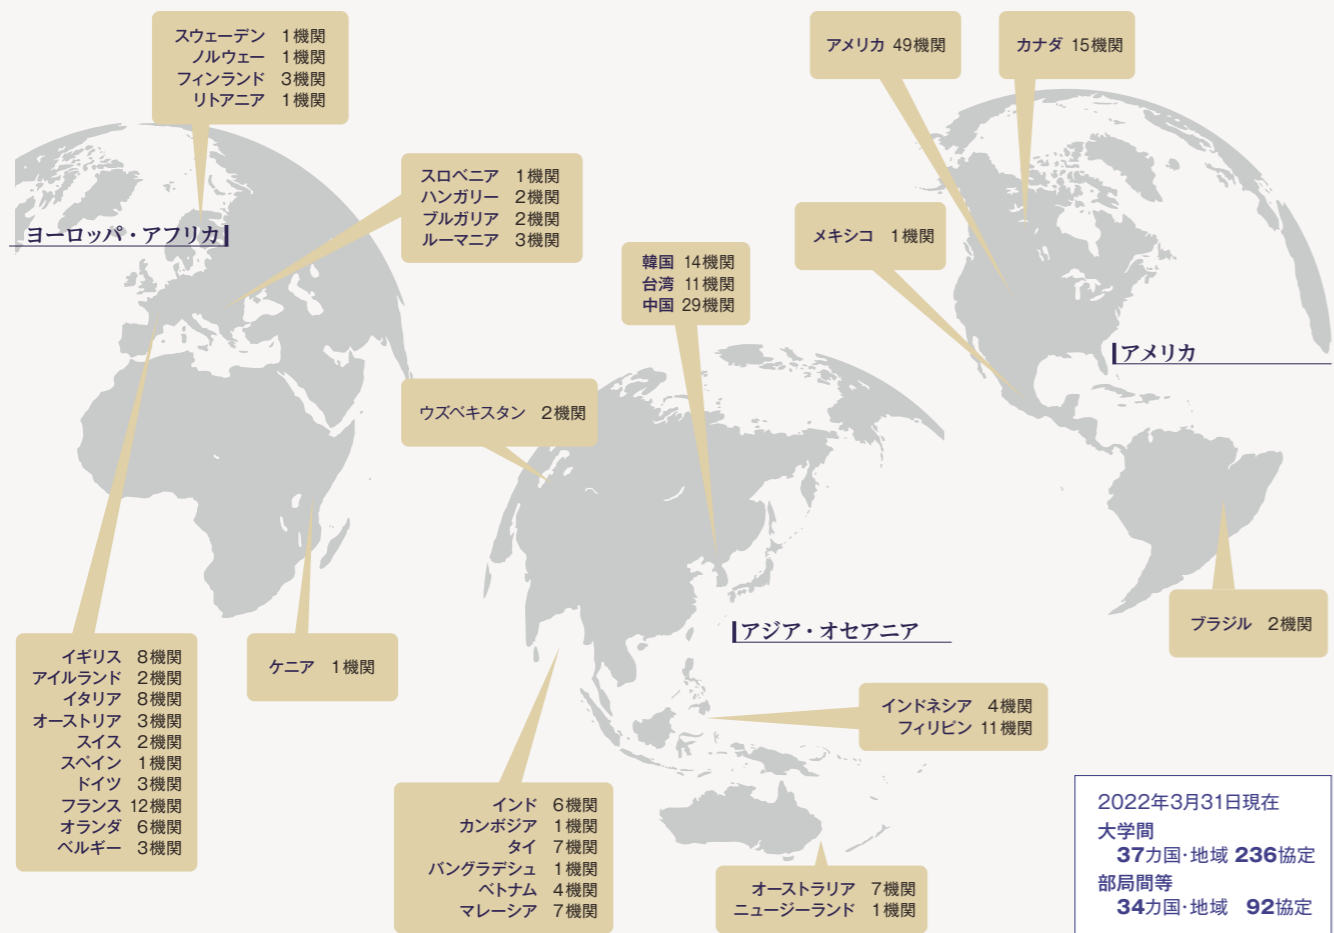 スウェーデン 1機関
ノルウェー 1機関
フィンランド 3機関
リトアニア 1機関
ヨーロッパ・アフリカ
スロベニア 1機関
ハンガリー 2機関
ブルガリア 2機関
ルーマニア 3機関
イギリス 8機関
アイルランド 2機関
イタリア 8機関
オーストリア 3機関
スイス 2機関
スペイン 1機関
ドイツ 3機関
フランス 12機関
オランダ 6機関
ベルギー 3機関
ケニア 1機関
韓国 14機関
台湾 11機関
中国 29機関
ウズベキスタン 2機関
アジア・オセアニア
インドネシア 4機関
フィリピン 11機関
インド 6機関
カンボジア 1機関
タイ 7機関
バングラデシュ 1機関
ベトナム 4機関
マレーシア 7機関
オーストラリア 7機関
ニュージーランド 1機関
アメリカ 49機関
カナダ 15機関
メキシコ 1機関
アメリカ
ブラジル 2機関
2022年3月31日現在
大学間
37カ国・地域 236協定
部局間等
34カ国・地域 92協定